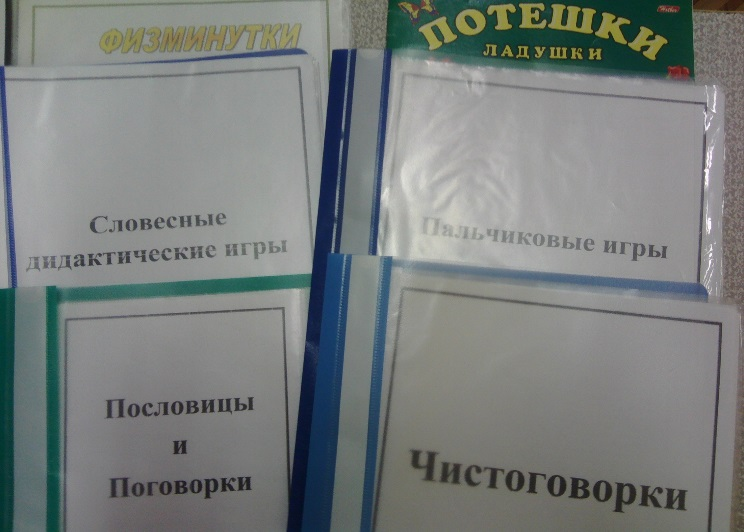 ФИЗМИНУТКИ
ПОТЕШКИ
ЛАДУШКИ
Словесные
дидактические игры
Пальчиковые игры
Пословицы
и
Поговорки
Чистоговорки